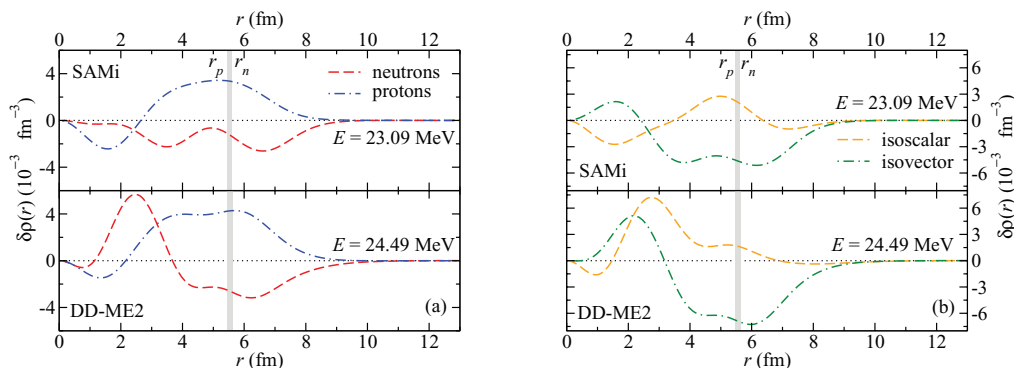 r (fm)
0 2 4 6 8 10 12
SAMi
r_p r_n
neutrons
protons
E = 23.09 MeV
4
0
-4
δρ(r) (10⁻³ fm⁻³)
4
0
-4
E = 24.49 MeV
DD-ME2
(a)
0 2 4 6 8 10 12
r (fm)
r (fm)
0 2 4 6 8 10 12
r_p r_n
E = 23.09 MeV
isoscalar
isovector
SAMi
6
3
0
-3
-6
δρ(r) (10⁻³ fm⁻³)
6
3
0
-3
-6
E = 24.49 MeV
DD-ME2
(b)
0 2 4 6 8 10 12
r (fm)